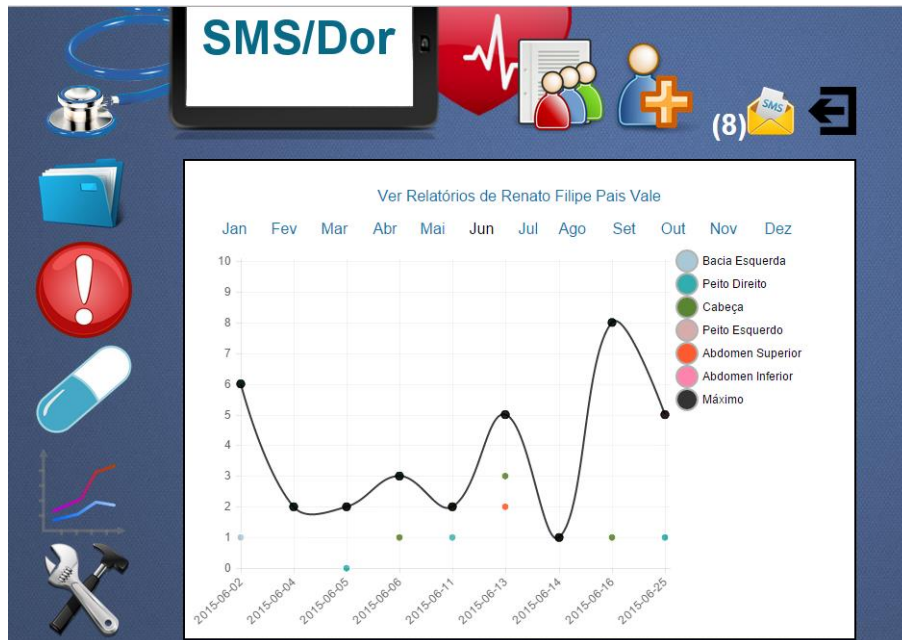 SMS/Dor
SMS
(8)
Ver Relatórios de Renato Filipe Pais Vale
Jan Fev Mar Abr Mai Jun Jul Ago Set Out Nov Dez
10
9
8
7
6
5
4
3
2
1
0
2015-06-02 2015-06-04 2015-06-05 2015-06-06 2015-06-11 2015-06-13 2015-06-14 2015-06-16 2015-06-25
Bacia Esquerda
Peito Direito
Cabeça
Peito Esquerdo
Abdomen Superior
Abdomen Inferior
Máximo